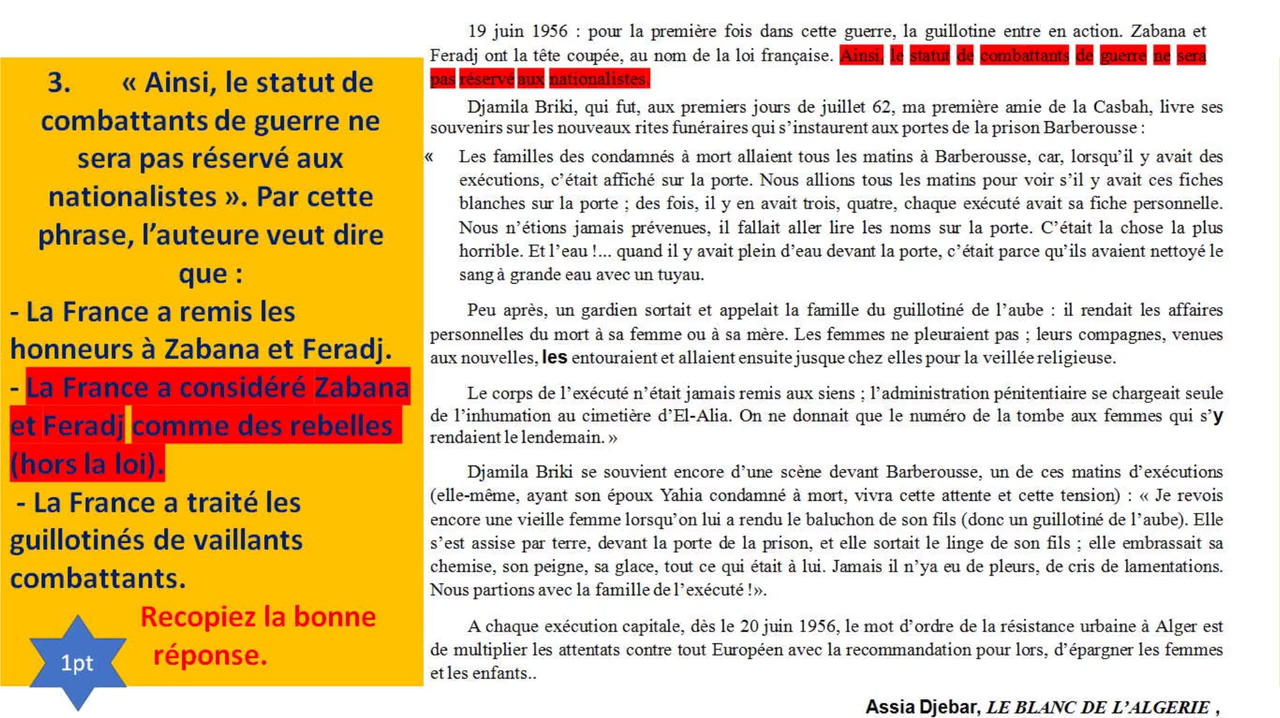 3. « Ainsi, le statut de
combattants de guerre ne
sera pas réservé aux
nationalistes ». Par cette
phrase, l’auteure veut dire
que :
- La France a remis les
honneurs à Zabana et Feradj.
- La France a considéré Zabana
et Feradj comme des rebelles
(hors la loi).
- La France a traité les
guillotinés de vaillants
combattants.
Recopiez la bonne
réponse.
1pt
19 juin 1956 : pour la première fois dans cette guerre, la guillotine entre en action. Zabana et
Feradj ont la tête coupée, au nom de la loi française. Ainsi, le statut de combattants de guerre ne sera
pas réservé aux nationalistes.
Djamila Briki, qui fut, aux premiers jours de juillet 62, ma première amie de la Casbah, livre ses
souvenirs sur les nouveaux rites funéraires qui s’instaurent aux portes de la prison Barberousse :
« Les familles des condamnés à mort allaient tous les matins à Barberousse, car, lorsqu’il y avait des
exécutions, c’était affiché sur la porte. Nous allions tous les matins pour voir s’il y avait ces fiches
blanches sur la porte ; des fois, il y en avait trois, quatre, chaque exécuté avait sa fiche personnelle.
Nous n’étions jamais prévenues, il fallait aller lire les noms sur la porte. C’était la chose la plus
horrible. Et l’eau !... quand il y avait plein d’eau devant la porte, c’était parce qu’ils avaient nettoyé le
sang à grande eau avec un tuyau.
Peu après, un gardien sortait et appelait la famille du guillotiné de l’aube : il rendait les affaires
personnelles du mort à sa femme ou à sa mère. Les femmes ne pleuraient pas ; leurs compagnes, venues
aux nouvelles, les entouraient et allaient ensuite jusque chez elles pour la veillée religieuse.
Le corps de l’exécuté n’était jamais remis aux siens ; l’administration pénitentiaire se chargeait seule
de l’inhumation au cimetière d’El-Alia. On ne donnait que le numéro de la tombe aux femmes qui s’y
rendaient le lendemain. »
Djamila Briki se souvient encore d’une scène devant Barberousse, un de ces matins d’exécutions
(elle-même, ayant son époux Yahia condamné à mort, vivra cette attente et cette tension) : « Je revois
encore une vieille femme lorsqu’on lui a rendu le baluchon de son fils (donc un guillotiné de l’aube). Elle
s’est assise par terre, devant la porte de la prison, et elle sortait le linge de son fils ; elle embrassait sa
chemise, son peigne, sa glace, tout ce qui était à lui. Jamais il n’ya eu de pleurs, de cris de lamentations.
Nous partions avec la famille de l’exécuté !».
A chaque exécution capitale, dès le 20 juin 1956, le mot d’ordre de la résistance urbaine à Alger est
de multiplier les attentats contre tout Européen avec la recommandation pour lors, d’épargner les femmes
et les enfants..
Assia Djebar, LE BLANC DE L’ALGERIE ,